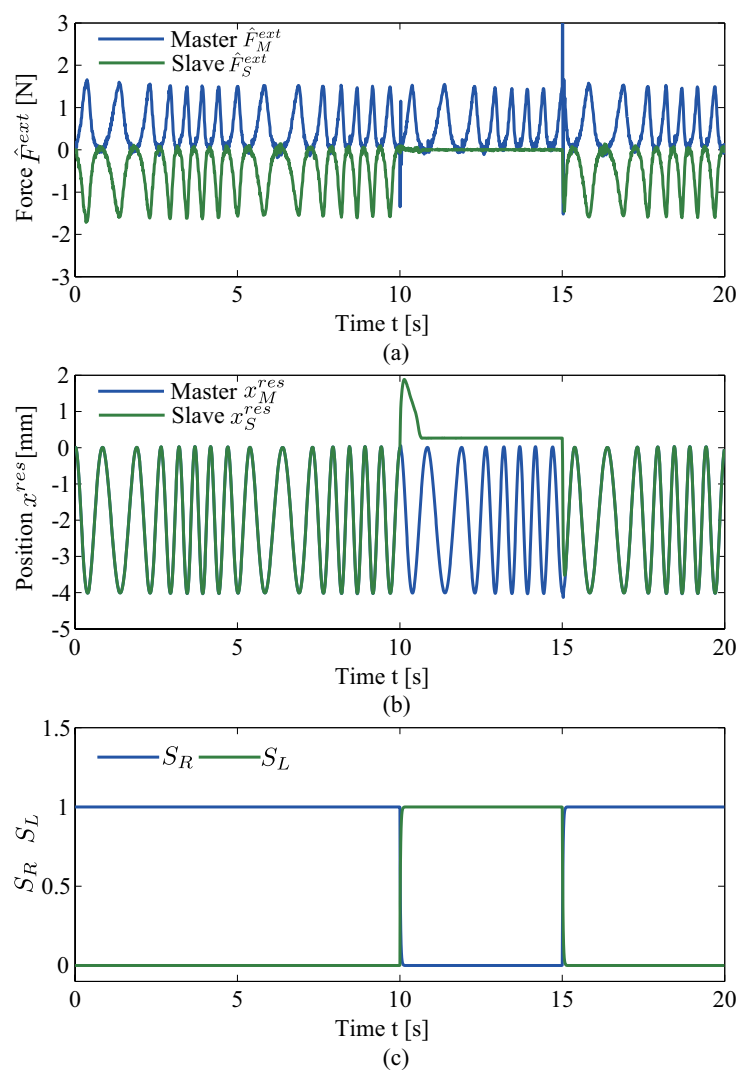 3
2
1
0
-1
-2
-3
Force F̂^{ext} [N]
Master F̂_M^{ext}
Slave F̂_S^{ext}
0 5 10 15 20
Time t [s]
(a)
2
1
0
-1
-2
-3
-4
-5
Position x^{res} [mm]
Master x_M^{res}
Slave x_S^{res}
0 5 10 15 20
Time t [s]
(b)
1.5
1
0.5
0
S_R S_L
S_R S_L
0 5 10 15 20
Time t [s]
(c)